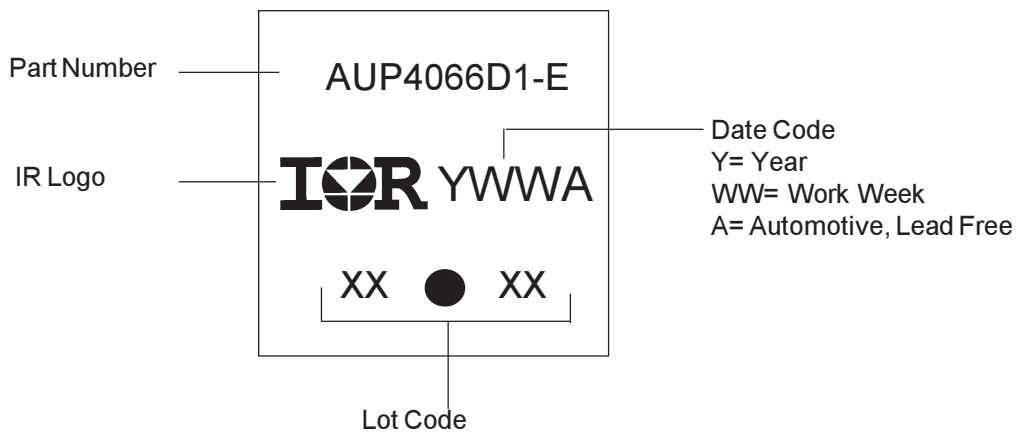 Part Number
AUP4066D1-E
IR Logo
IOR YWWA
Date Code
Y= Year
WW= Work Week
A= Automotive, Lead Free
XX XX
Lot Code